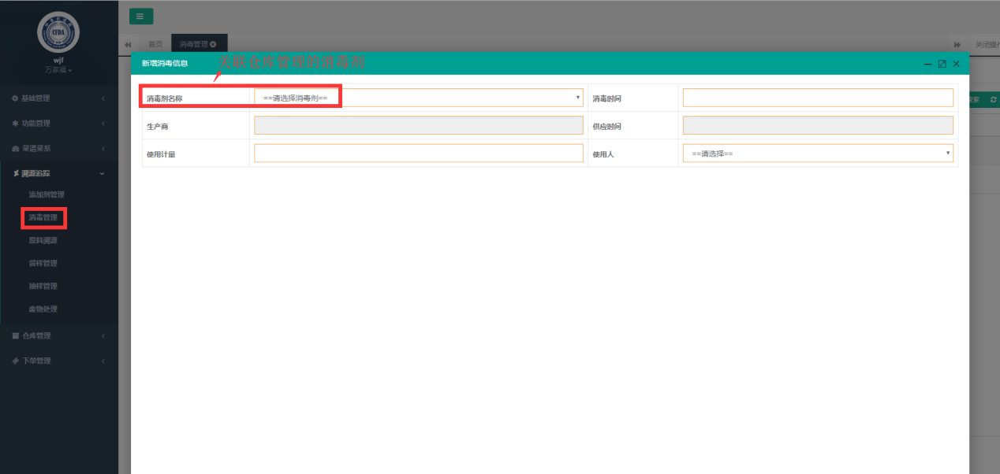 CFDA
wjf
万家福
基础管理
功能管理
菜谱菜系
溯源追踪
添加剂管理
消毒管理
原料溯源
留样管理
抽样管理
废物处理
仓库管理
下单管理
首页
消毒管理
关闭操作
新增消毒信息
关联仓库管理的消毒剂
消毒剂名称
==请选择消毒剂==
消毒时间
生产商
供应时间
使用计量
使用人
==请选择==